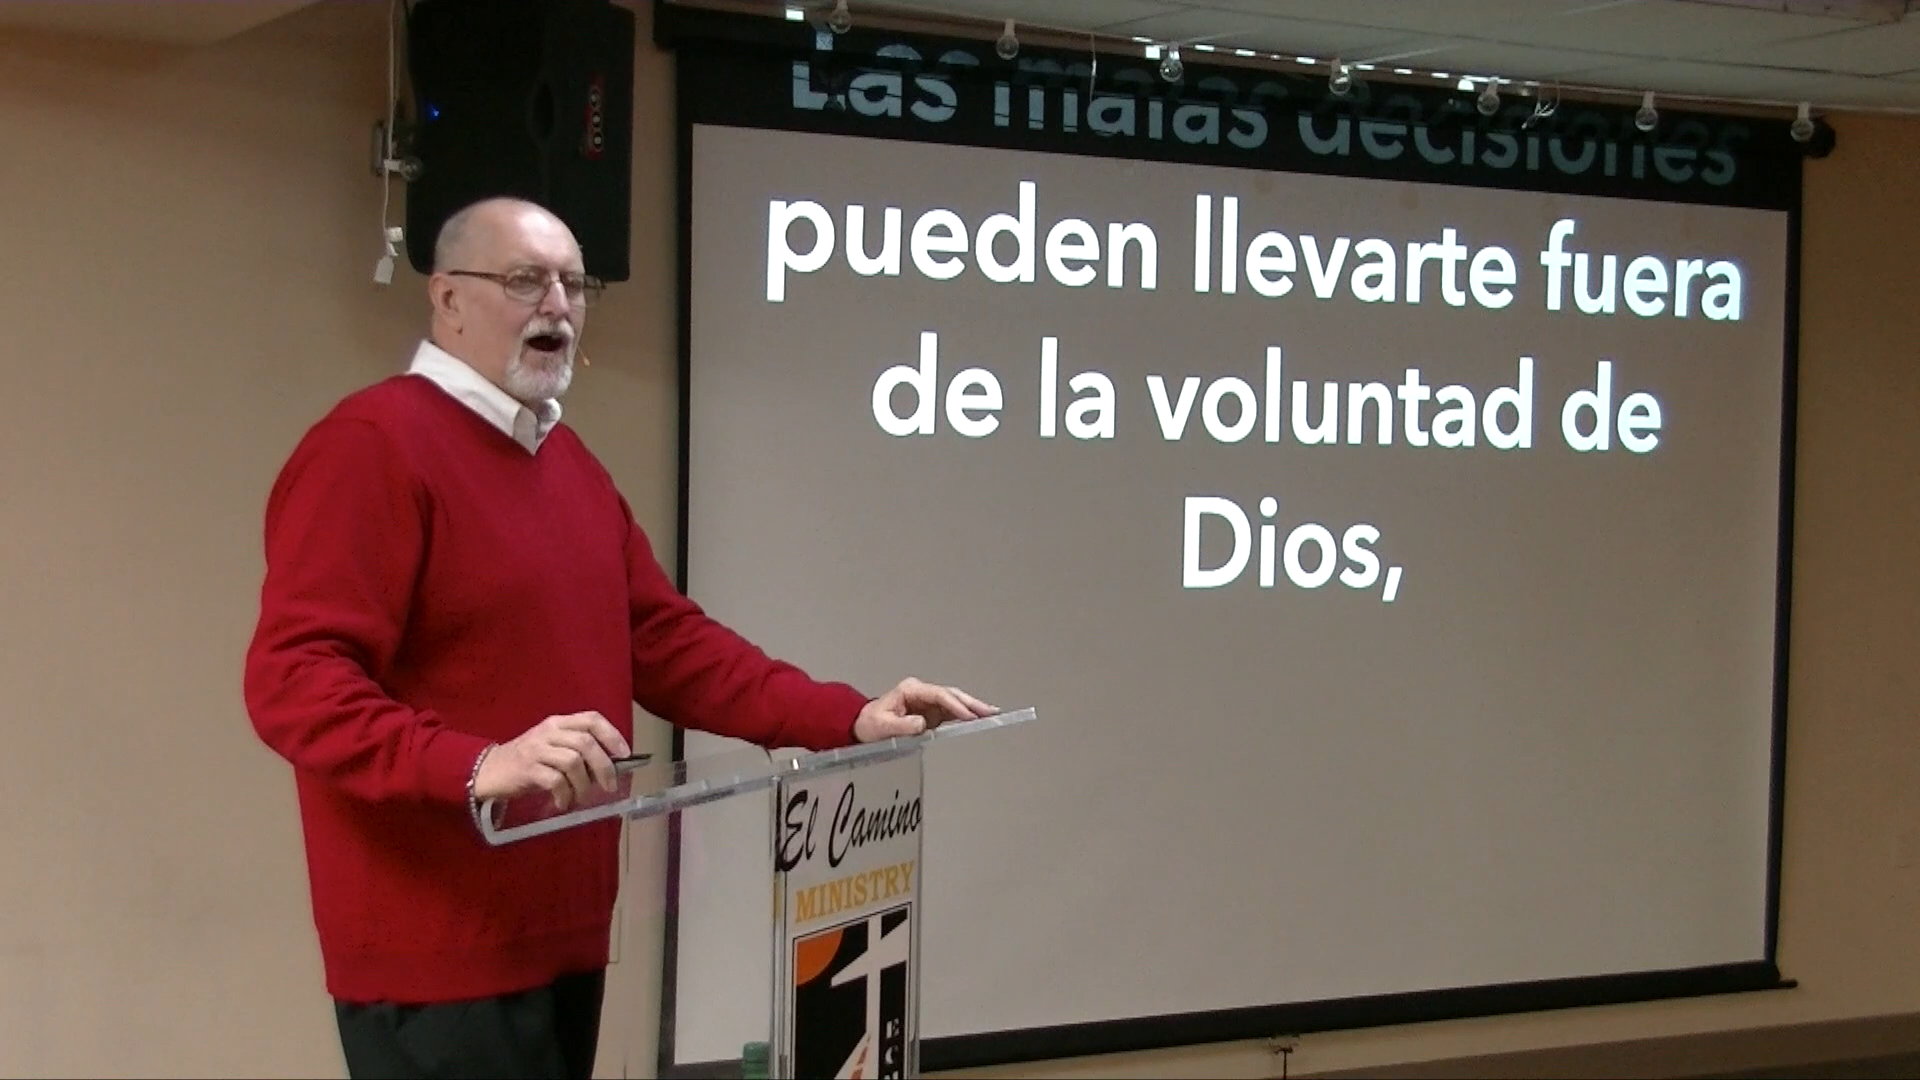 Las malas decisiones
pueden llevarte fuera
de la voluntad de
Dios,
El Camino
MINISTRY